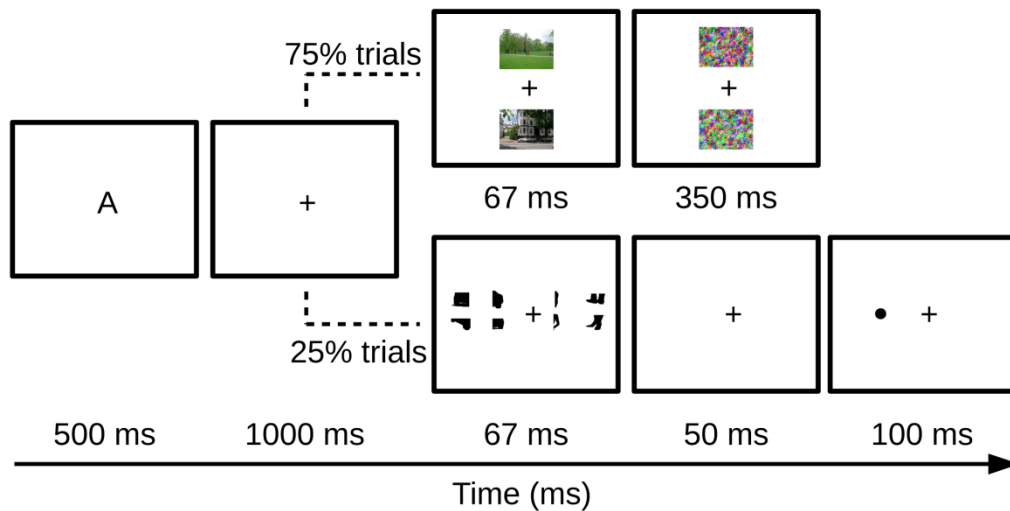 75% trials
67 ms
350 ms
A
+
25% trials
500 ms
1000 ms
67 ms
50 ms
100 ms
Time (ms)